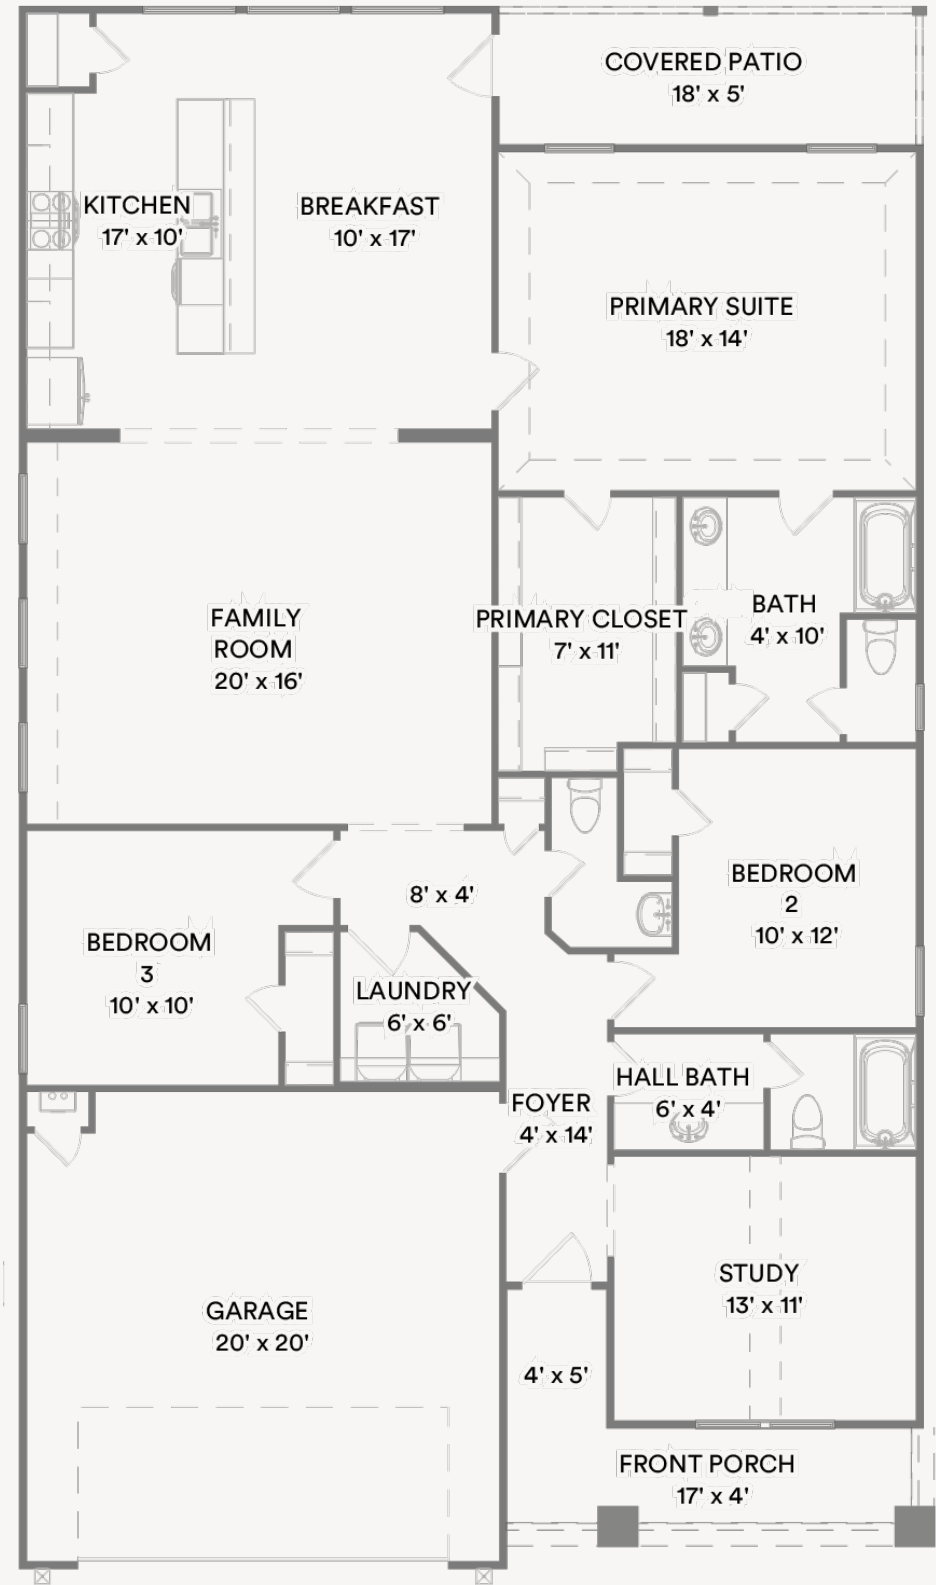 COVERED PATIO
18' x 5'
KITCHEN
17' x 10'
BREAKFAST
10' x 17'
PRIMARY SUITE
18' x 14'
FAMILY
ROOM
20' x 16'
PRIMARY CLOSET
7' x 11'
BATH
4' x 10'
8' x 4'
BEDROOM
2
10' x 12'
BEDROOM
3
10' x 10'
LAUNDRY
6' x 6'
HALL BATH
6' x 4'
FOYER
4' x 14'
STUDY
13' x 11'
GARAGE
20' x 20'
4' x 5'
FRONT PORCH
17' x 4'